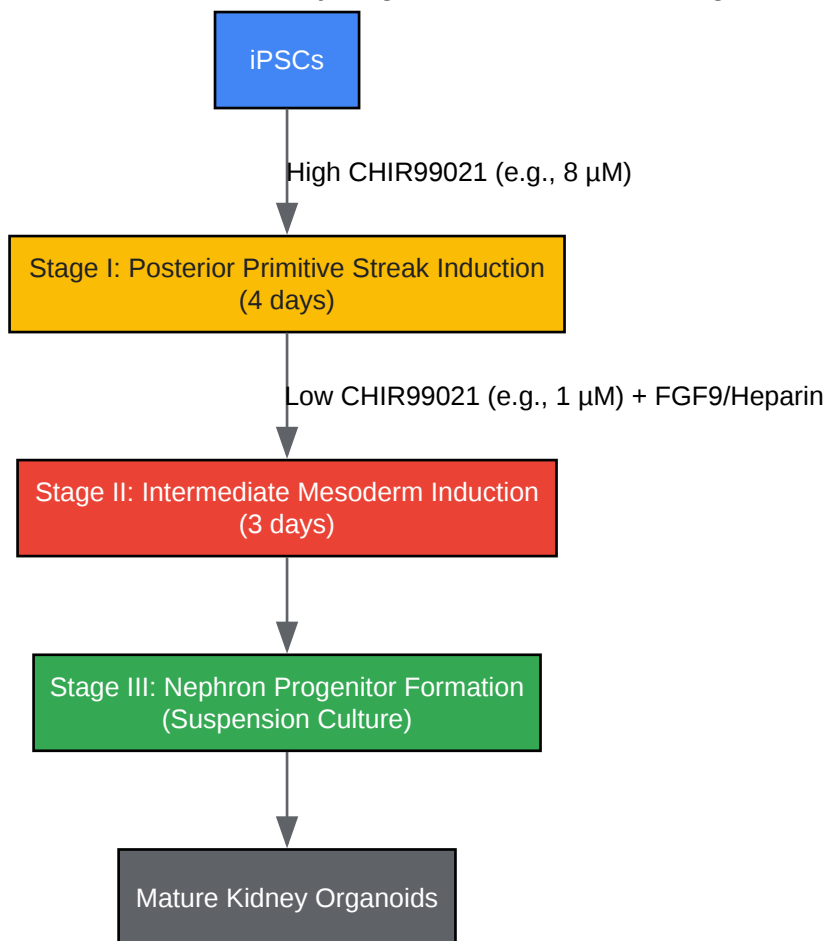 iPSCs
High CHIR99021 (e.g., 8 µM)
Stage I: Posterior Primitive Streak Induction
(4 days)
Low CHIR99021 (e.g., 1 µM) + FGF9/Heparin
Stage II: Intermediate Mesoderm Induction
(3 days)
Stage III: Nephron Progenitor Formation
(Suspension Culture)
Mature Kidney Organoids